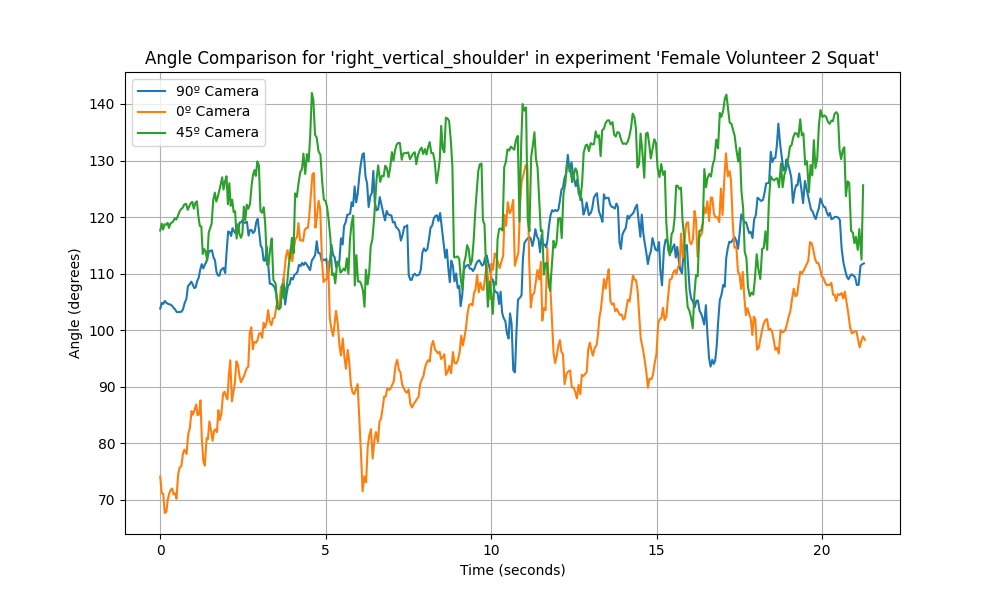 Angle Comparison for 'right_vertical_shoulder' in experiment 'Female Volunteer 2 Squat'
90º Camera
0º Camera
45º Camera
140
130
120
110
100
90
80
70
Angle (degrees)
0
5
10
15
20
Time (seconds)